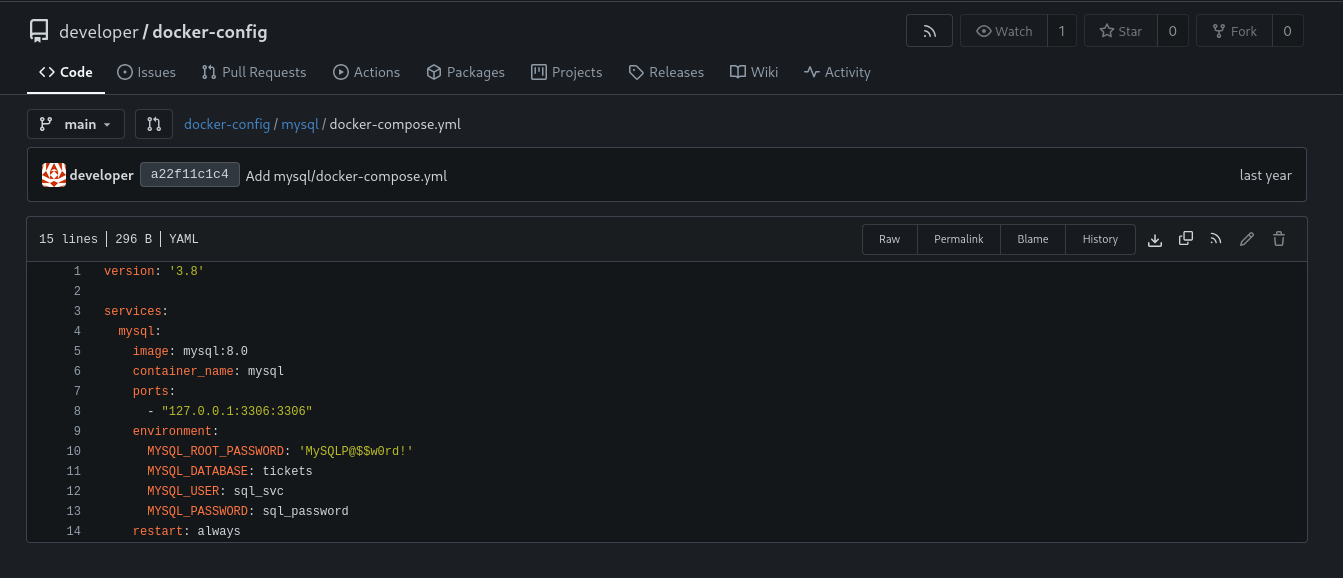 developer / docker-config
Watch 1 Star 0 Fork 0
Code Issues Pull Requests Actions Packages Projects Releases Wiki Activity
main docker-config / mysql / docker-compose.yml
developer a22f11c1c4 Add mysql/docker-compose.yml last year
15 lines 296 B YAML Raw Permalink Blame History
1 version: '3.8'
2
3 services:
4 mysql:
5 image: mysql:8.0
6 container_name: mysql
7 ports:
8 - "127.0.0.1:3306:3306"
9 environment:
10 MYSQL_ROOT_PASSWORD: 'MySQLP@$$w0rd!'
11 MYSQL_DATABASE: tickets
12 MYSQL_USER: sql_svc
13 MYSQL_PASSWORD: sql_password
14 restart: always